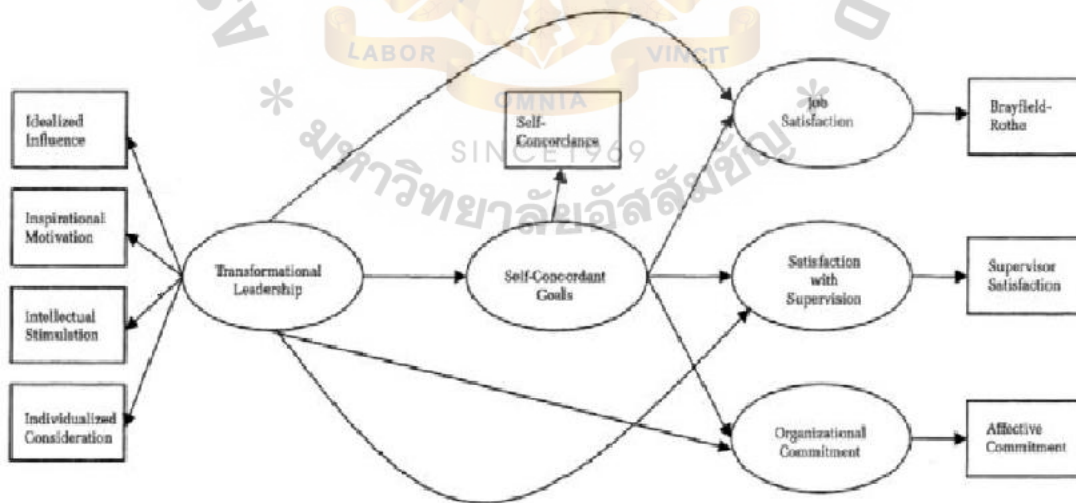 LABOR
VINCIT
OMNIA
SINCE1969
มหาวิทยาลัยอัสสัมชัญ
Idealized
Influence
Inspirational
Motivation
Intellectual
Stimulation
Individualized
Consideration
Transformational
Leadership
Self-
Concordance
Self-Concordant
Goals
Job
Satisfaction
Satisfaction
with
Supervision
Organizational
Commitment
Brayfield-
Rothe
Supervisor
Satisfaction
Affective
Commitment